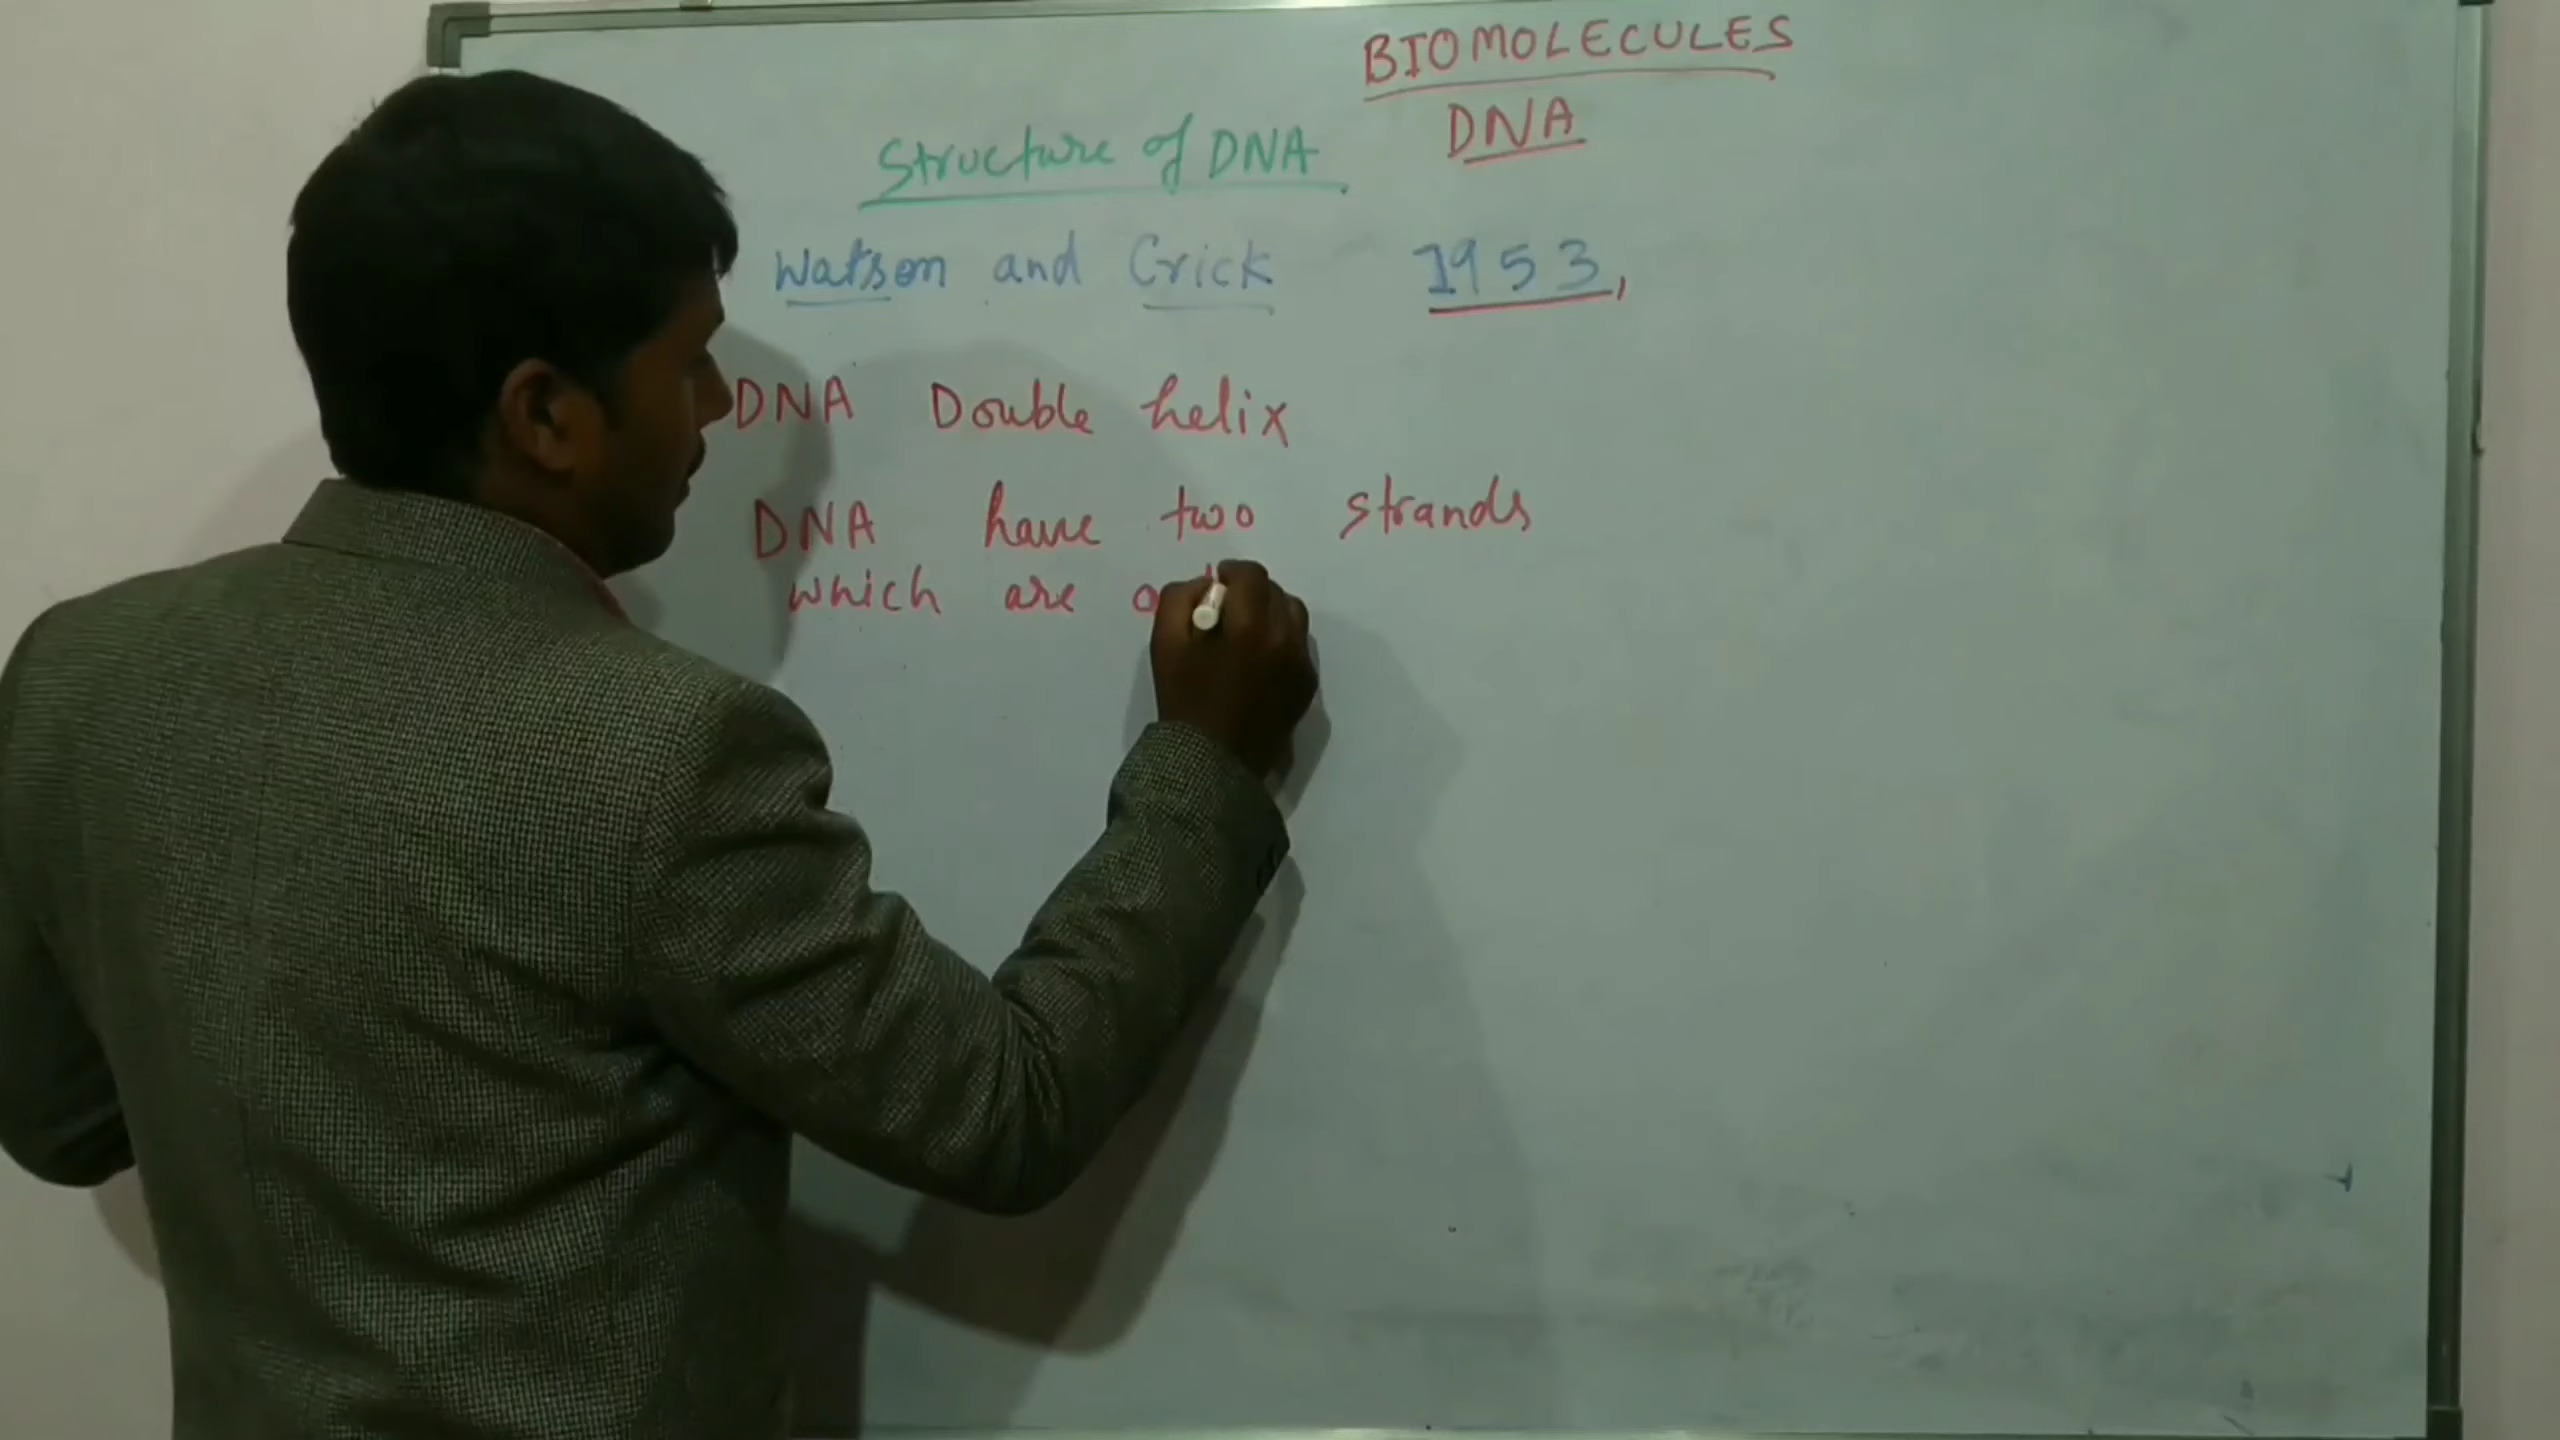 BIOMOLECULES
DNA
Structure of DNA
Watson and Crick 1953,
DNA Double helix
DNA have two strands
which are